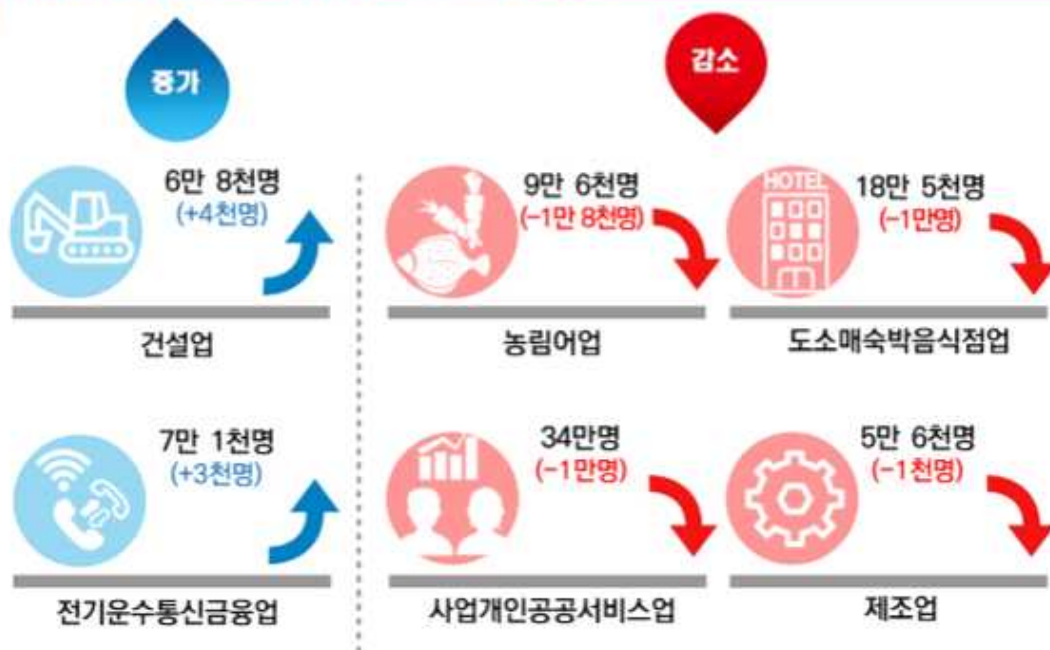 증가
감소
6만 8천명
(+4천명)
건설업
9만 6천명
(-1만 8천명)
농림어업
HOTEL
18만 5천명
(-1만명)
도소매숙박음식점업
7만 1천명
(+3천명)
전기운수통신금융업
34만명
(-1만명)
사업개인공공서비스업
5만 6천명
(-1천명)
제조업